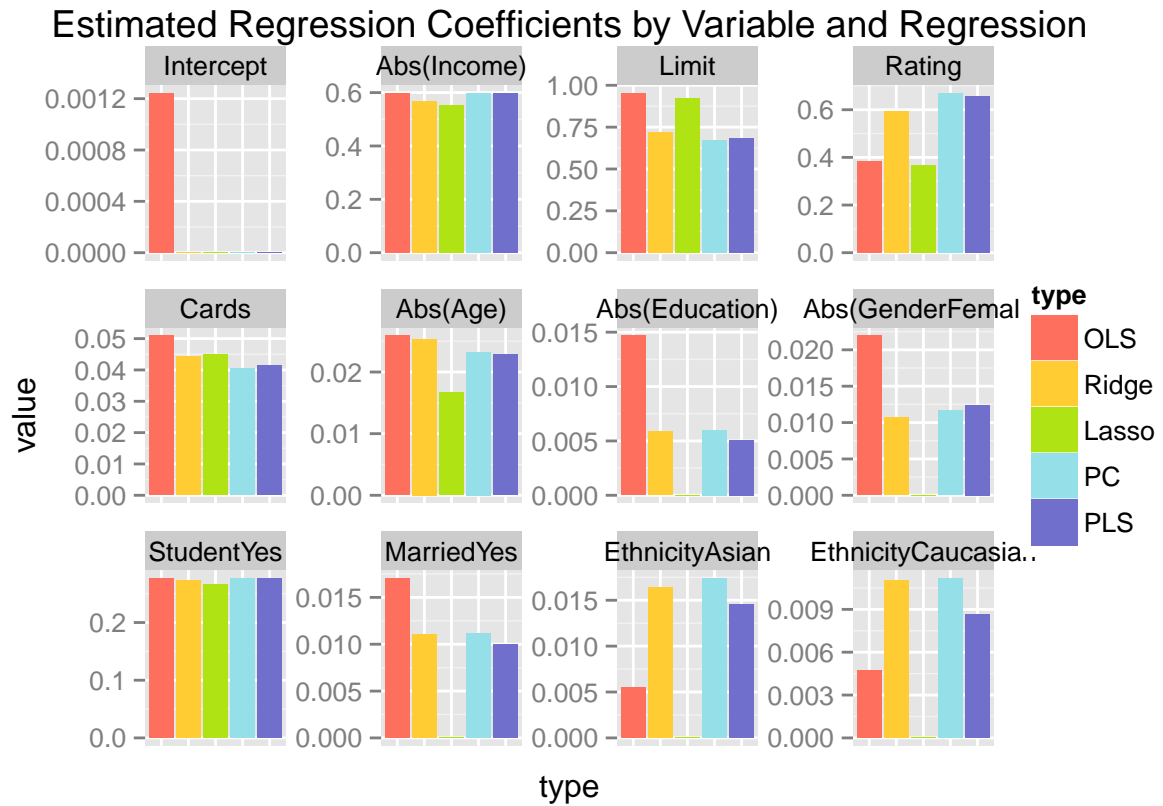 Estimated Regression Coefficients by Variable and Regression
Intercept
Abs(Income)
Limit
Rating
0.0012
0.0008
0.0004
0.0000
0.6
0.4
0.2
0.0
1.00
0.75
0.50
0.25
0.00
0.6
0.4
0.2
0.0
Cards
Abs(Age)
Abs(Education)
Abs(GenderFemal
0.05
0.04
0.03
0.02
0.01
0.00
0.02
0.01
0.00
0.015
0.010
0.005
0.000
0.020
0.015
0.010
0.005
0.000
StudentYes
MarriedYes
EthnicityAsian
EthnicityCaucasian
0.2
0.1
0.0
0.015
0.010
0.005
0.000
0.015
0.010
0.005
0.000
0.009
0.006
0.003
0.000
value
type
type
OLS
Ridge
Lasso
PC
PLS